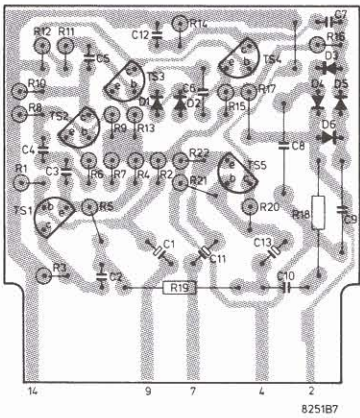 C7
R14
R12 R11 C12 R16
C5 TS4 D3
TS3
R10 D1 D2 C6 R15 R17 D4 D5
R8
TS2 R9 R13 D6
C4 C8
R1 C3 R6 R7 R4 R2 R22 TS5
R21
TS1 R5 R20 R18 C9
C1 C11 C13
R3 C2 R19 C10
14 9 7 4 2
8251B7